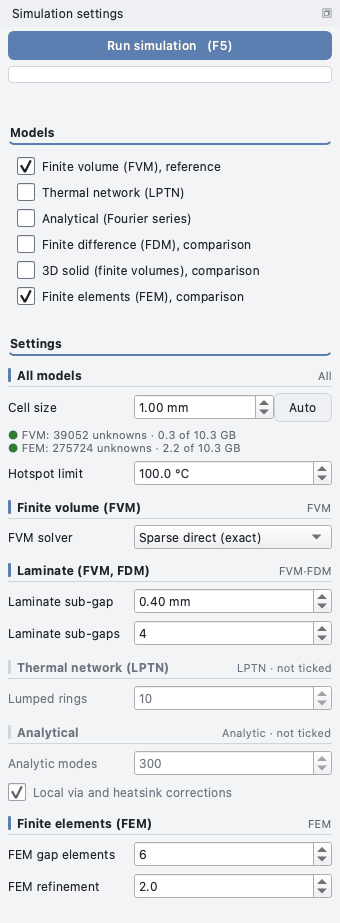 Simulation settings
Run simulation (F5)
Models
Finite volume (FVM), reference
Thermal network (LPTN)
Analytical (Fourier series)
Finite difference (FDM), comparison
3D solid (finite volumes), comparison
Finite elements (FEM), comparison
Settings
All models All
Cell size 1.00 mm Auto
FVM: 39052 unknowns · 0.3 of 10.3 GB
FEM: 275724 unknowns · 2.2 of 10.3 GB
Hotspot limit 100.0 °C
Finite volume (FVM) FVM
FVM solver Sparse direct (exact)
Laminate (FVM, FDM) FVM·FDM
Laminate sub-gap 0.40 mm
Laminate sub-gaps 4
Thermal network (LPTN) LPTN · not ticked
Lumped rings 10
Analytical Analytic · not ticked
Analytic modes 300
Local via and heatsink corrections
Finite elements (FEM) FEM
FEM gap elements 6
FEM refinement 2.0